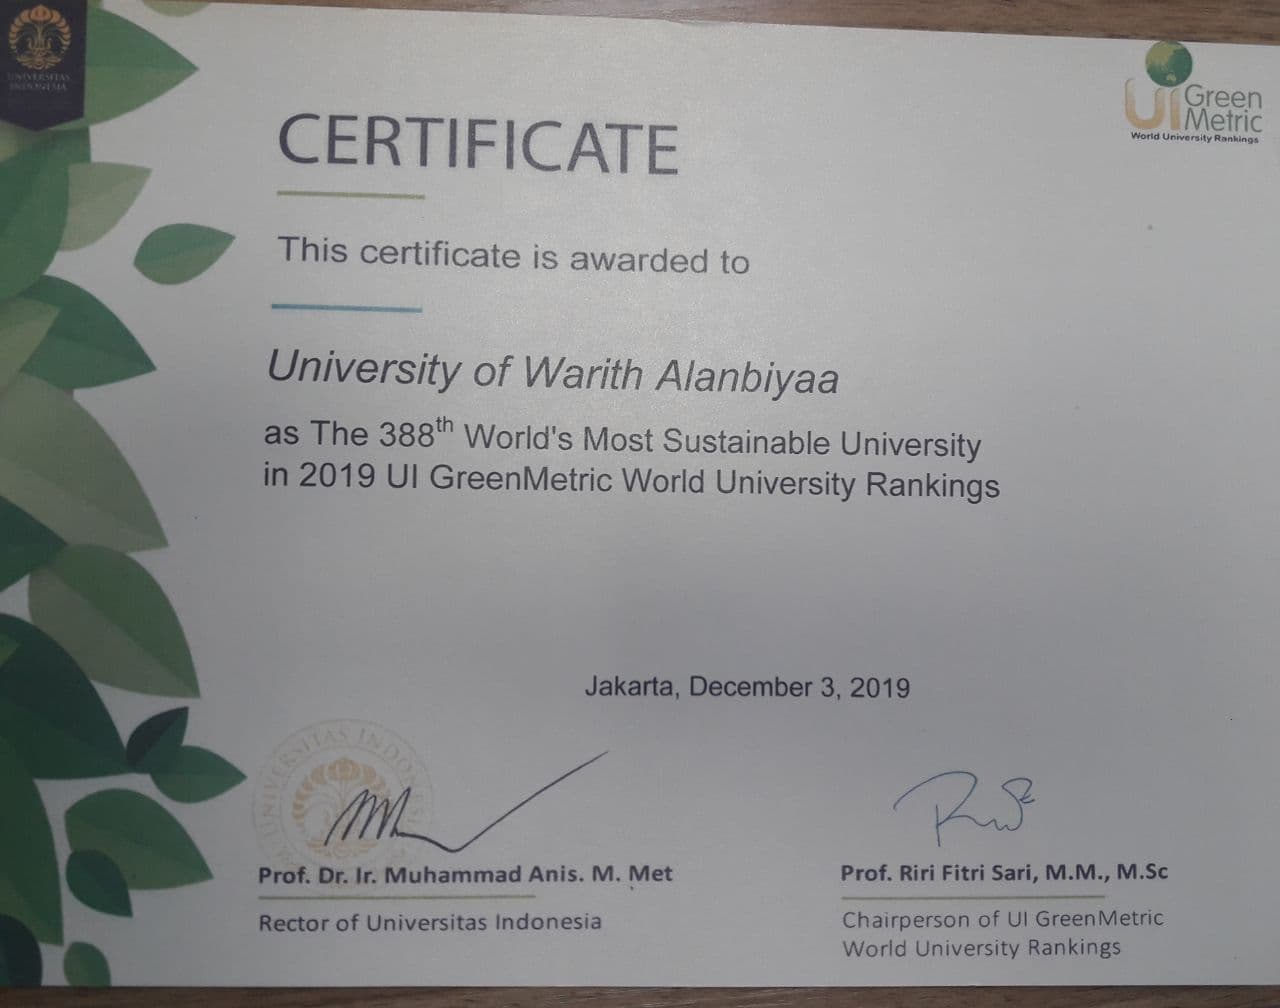 UNIVERSITAS
INDONESIA
UI Green
Metric
World University Rankings
CERTIFICATE
This certificate is awarded to
University of Warith Alanbiyaa
as The 388th World's Most Sustainable University
in 2019 UI GreenMetric World University Rankings
Jakarta, December 3, 2019
UNIVERSITAS INDONESIA
Prof. Dr. Ir. Muhammad Anis. M. Met
Rector of Universitas Indonesia
Prof. Riri Fitri Sari, M.M., M.Sc
Chairperson of UI GreenMetric
World University Rankings